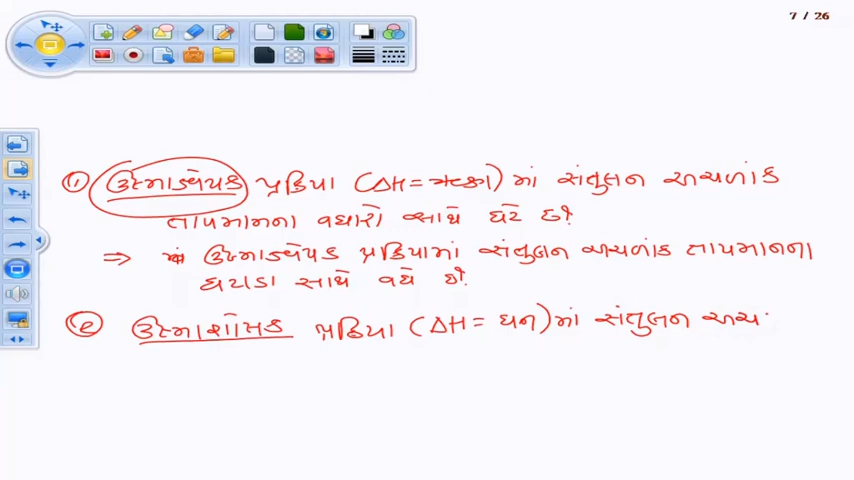 7 / 26
① ઉષ્માક્ષેપક પ્રક્રિયા (ΔH = ઋણ) માં સંતુલન અચળાંક
તાપમાનના વધારા સાથે ઘટે છે.
⇒ ઉષ્માક્ષેપક પ્રક્રિયામાં સંતુલન અચળાંક તાપમાનના
ઘટાડા સાથે વધે છે.
② ઉષ્માશોષક પ્રક્રિયા (ΔH = ધન) માં સંતુલન અચ